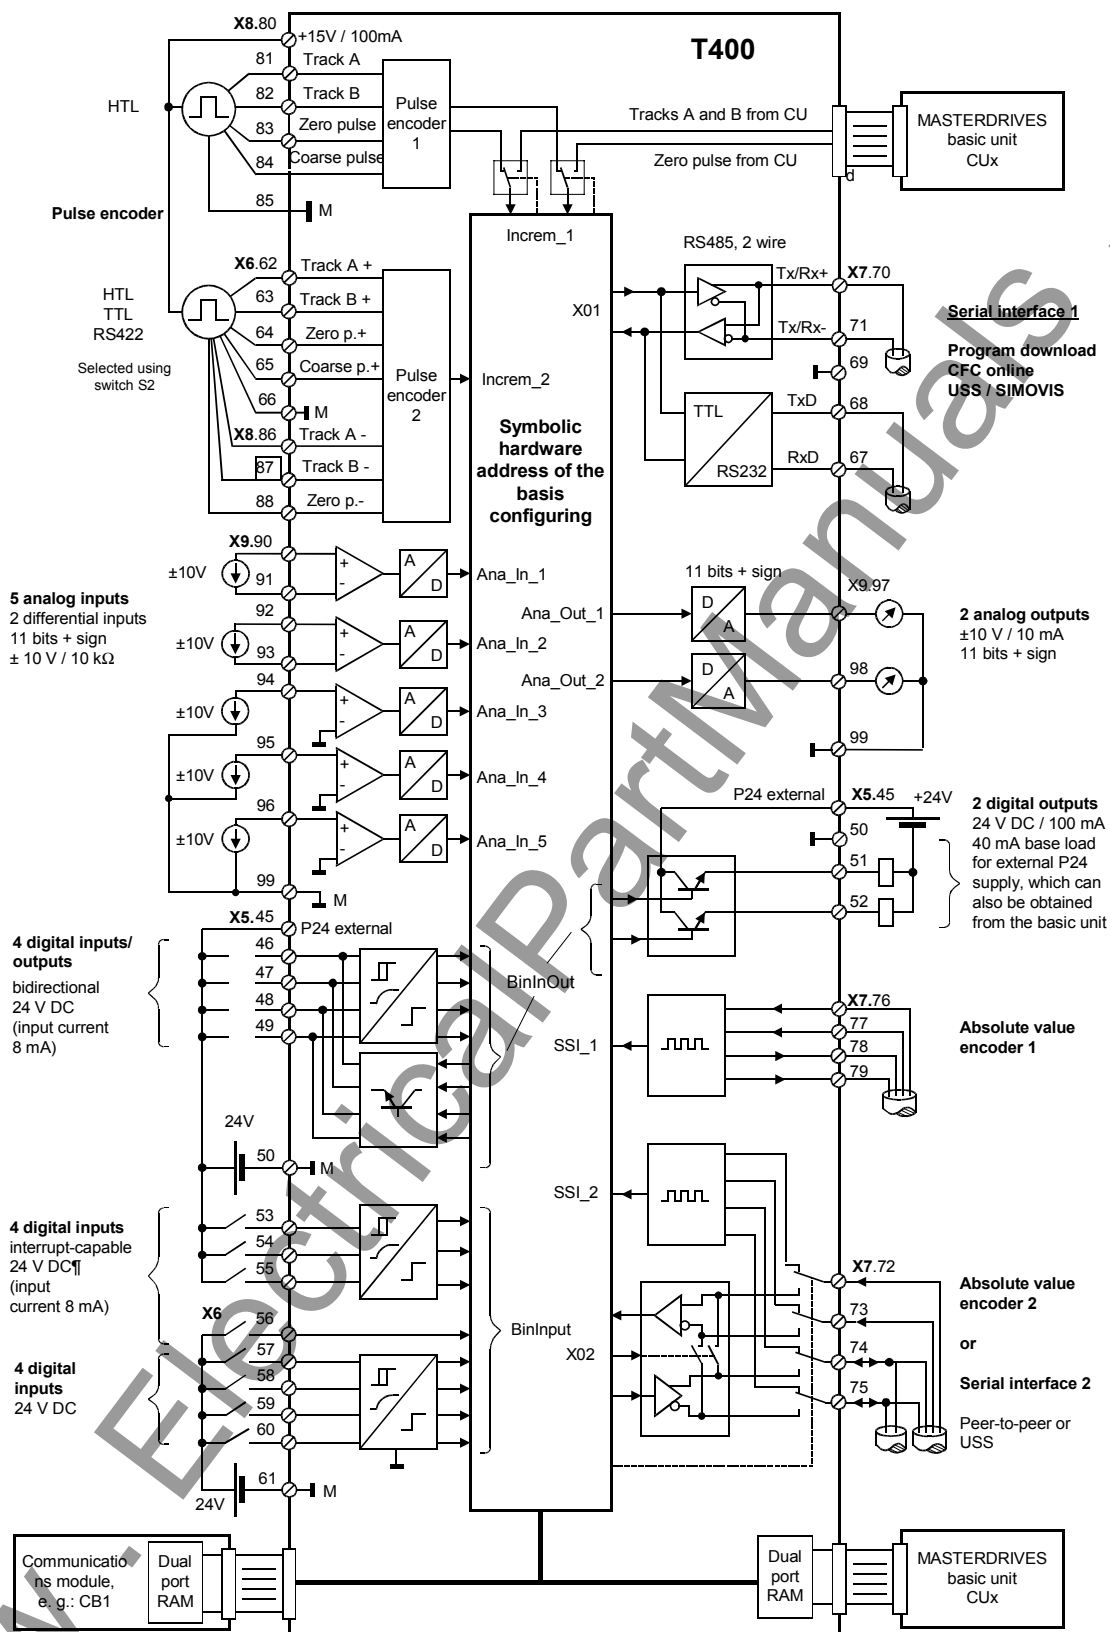 T400
X8.80
+15V / 100mA
81 Track A
82 Track B
83 Zero pulse
84 Coarse pulse
85 M
HTL
Pulse encoder
Pulse
encoder
1
Tracks A and B from CU
Zero pulse from CU
d
MASTERDRIVES
basic unit
CUx
Increm_1
X6.62 Track A +
63 Track B +
64 Zero p.+
65 Coarse p.+
66 M
X8.86 Track A -
87 Track B -
88 Zero p.-
HTL
TTL
RS422
Selected using
switch S2
Pulse
encoder
2
Increm_2
X01
Symbolic
hardware
address of the
basis
configuring
RS485, 2 wire
Tx/Rx+ X7.70
Tx/Rx- 71
69
TTL
RS232
TxD 68
RxD 67
Serial interface 1
Program download
CFC online
USS / SIMOVIS
5 analog inputs
2 differential inputs
11 bits + sign
± 10 V / 10 kΩ
X9.90
±10V
91
+
-
A
D
Ana_In_1
92
±10V
93
+
-
A
D
Ana_In_2
94
±10V
+
-
A
D
Ana_In_3
95
±10V
+
-
A
D
Ana_In_4
96
±10V
+
-
A
D
Ana_In_5
99
M
11 bits + sign
Ana_Out_1
D
A
X9.97
Ana_Out_2
D
A
98
99
2 analog outputs
±10 V / 10 mA
11 bits + sign
P24 external X5.45 +24V
50
51
52
2 digital outputs
24 V DC / 100 mA
40 mA base load
for external P24
supply, which can
also be obtained
from the basic unit
X5.45
P24 external
4 digital inputs/
outputs
bidirectional
24 V DC
(input current
8 mA)
46
47
48
49
BinInOut
24V
50
M
SSI_1
X7.76
77
78
79
Absolute value
encoder 1
4 digital inputs
interrupt-capable
24 V DC¶
(input
current 8 mA)
53
54
55
X6
56
4 digital
inputs
24 V DC
57
58
59
60
BinInput
24V
61
M
SSI_2
X02
X7.72
73
74
75
Absolute value
encoder 2
or
Serial interface 2
Peer-to-peer or
USS
Communicatio
ns module,
e. g.: CB1
Dual
port
RAM
Dual
port
RAM
MASTERDRIVES
basic unit
CUx
w . ElectricalPartManuals